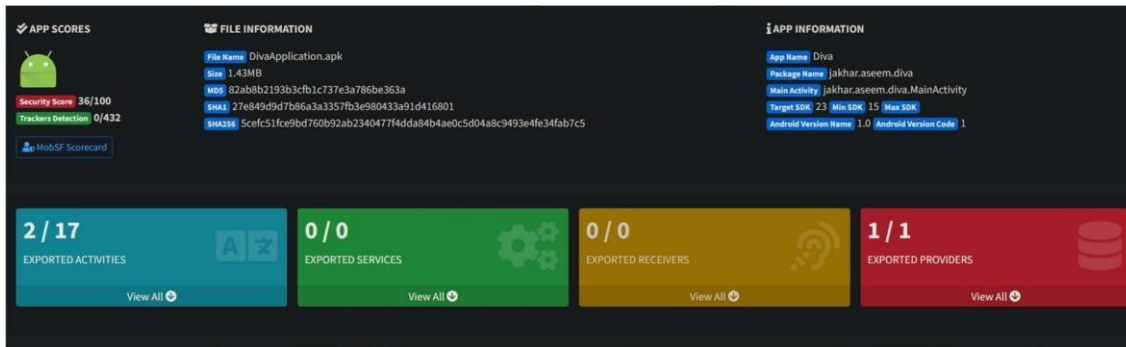 APP SCORES
Security Score 36/100
Trackers Detection 0/432
MobSF Scorecard
FILE INFORMATION
File Name DivaApplication.apk
Size 1.43MB
MD5 82ab8b2193b3cfb1c737e3a786be363a
SHA1 27e849d9d7b86a3a3357fb3e980433a91d416801
SHA256 5cefc51fce9bd760b92ab2340477f4dda84b4ae0c5d04a8c9493e4fe34fab7c5
APP INFORMATION
App Name Diva
Package Name jakhar.aseem.diva
Main Activity jakhar.aseem.diva.MainActivity
Target SDK 23 Min SDK 15 Max SDK
Android Version Name 1.0 Android Version Code 1
2 / 17
EXPORTED ACTIVITIES
View All
0 / 0
EXPORTED SERVICES
View All
0 / 0
EXPORTED RECEIVERS
View All
1 / 1
EXPORTED PROVIDERS
View All